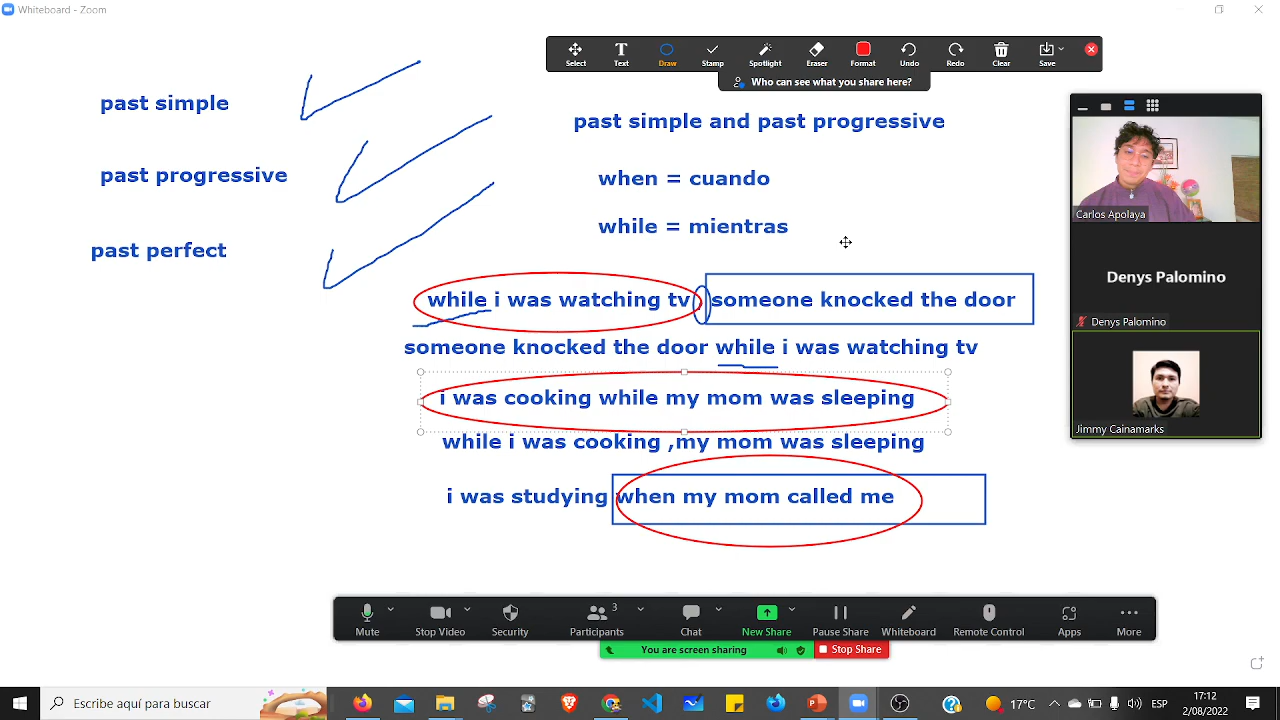 Whiteboard - Zoom
Select
Text
Draw
Stamp
Spotlight
Eraser
Format
Undo
Redo
Clear
Save
Who can see what you share here?
past simple
past progressive
past perfect
past simple and past progressive
when = cuando
while = mientras
while i was watching tv , someone knocked the door
someone knocked the door while i was watching tv
i was cooking while my mom was sleeping
while i was cooking ,my mom was sleeping
i was studying when my mom called me
Carlos Apolaya
Denys Palomino
Denys Palomino
Jimmy Cainamarks
Mute
Stop Video
Security
3
Participants
Chat
New Share
Pause Share
Whiteboard
Remote Control
Apps
More
You are screen sharing
Stop Share
Escribe aquí para buscar
17°C
ESP
17:12
2/08/2022